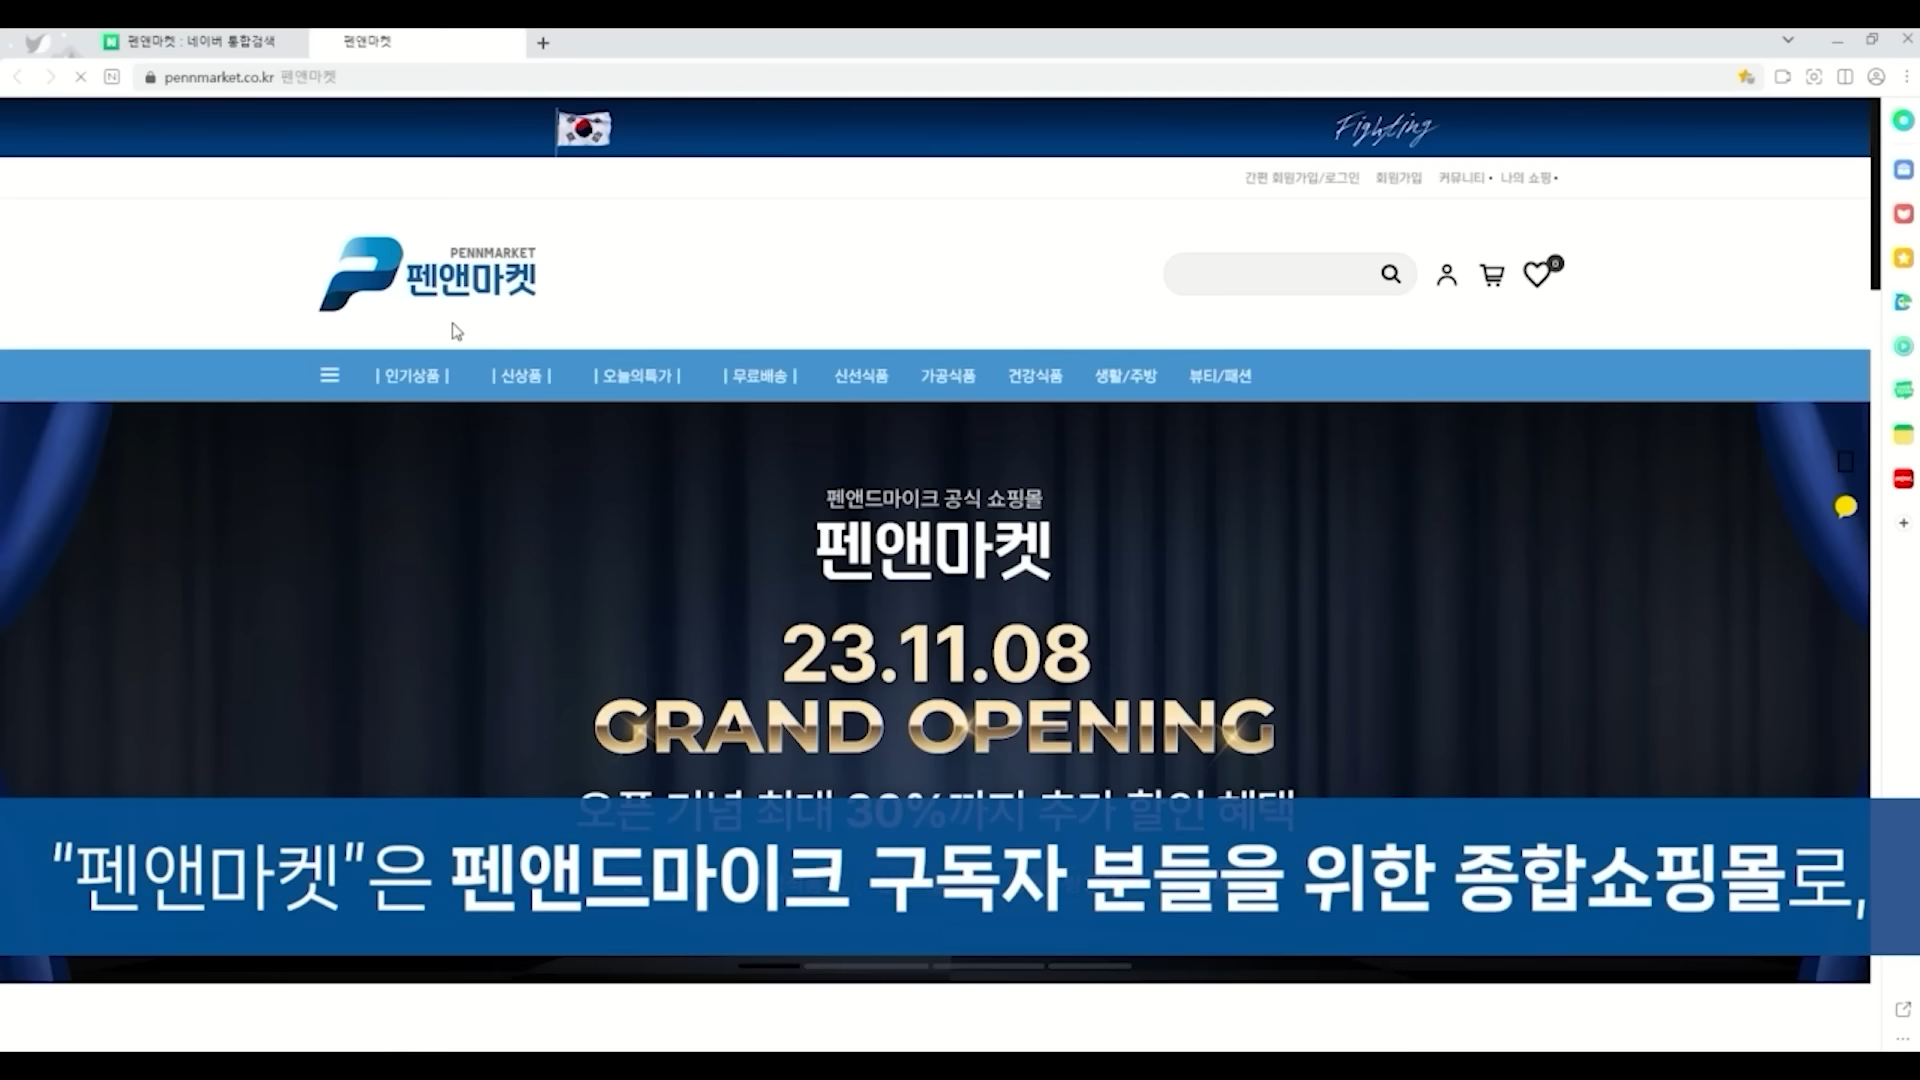 펜앤마켓 : 네이버 통합검색
펜앤마켓
pennmarket.co.kr 펜앤마켓
Fighting
간편 회원가입/로그인 회원가입 커뮤니티 나의 쇼핑
PENNMARKET
펜앤마켓
0
| 인기상품 | | 신상품 | | 오늘의특가 | | 무료배송 | 신선식품 가공식품 건강식품 생활/주방 뷰티/패션
펜앤드마이크 공식 쇼핑몰
펜앤마켓
23.11.08
GRAND OPENING
오픈 기념 최대 30%까지 추가 할인 혜택
"펜앤마켓"은 펜앤드마이크 구독자 분들을 위한 종합쇼핑몰로,